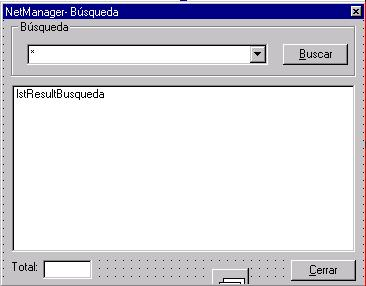 NetManager- Búsqueda
Búsqueda
*
Buscar
lstResultBusqueda
Total:
Cerrar